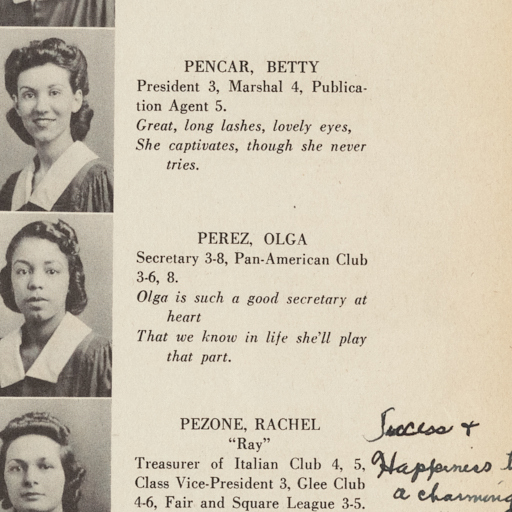 PENCAR, BETTY
President 3, Marshal 4, Publica-
tion Agent 5.
Great, long lashes, lovely eyes,
She captivates, though she never
tries.
PEREZ, OLGA
Secretary 3-8, Pan-American Club
3-6, 8.
Olga is such a good secretary at
heart
That we know in life she'll play
that part.
PEZONE, RACHEL
"Ray"
Treasurer of Italian Club 4, 5,
Class Vice-President 3, Glee Club
4-6, Fair and Square League 3-5.
Success +
Happiness
a charming